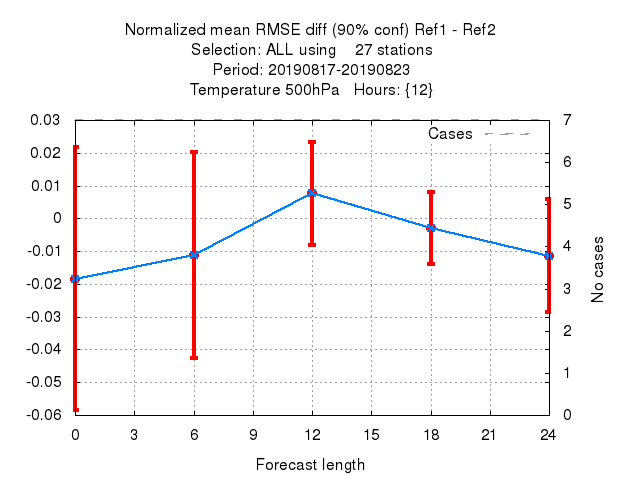 Normalized mean RMSE diff (90% conf) Ref1 - Ref2
Selection: ALL using 27 stations
Period: 20190817-20190823
Temperature 500hPa Hours: {12}
Cases
0.03
0.02
0.01
0
-0.01
-0.02
-0.03
-0.04
-0.05
-0.06
7
6
5
4
3
2
1
0
No cases
0 3 6 9 12 15 18 21 24
Forecast length